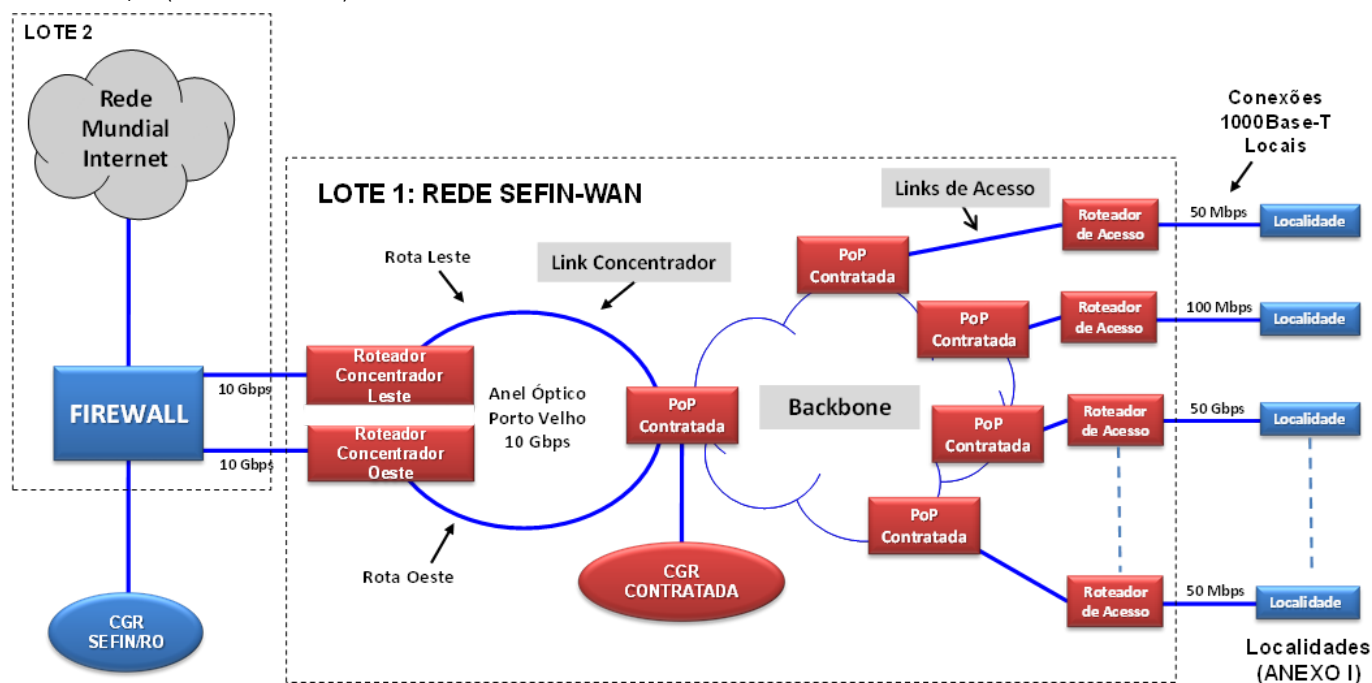 LOTE 2
Rede
Mundial
Internet
FIREWALL
CGR
SEFIN/RO
10 Gbps
10 Gbps
LOTE 1: REDE SEFIN-WAN
Rota Leste
Link Concentrador
Roteador
Concentrador
Leste
Roteador
Concentrador
Oeste
Anel Óptico
Porto Velho
10 Gbps
Rota Oeste
PoP
Contratada
CGR
CONTRATADA
Backbone
Links de Acesso
PoP
Contratada
PoP
Contratada
PoP
Contratada
PoP
Contratada
Roteador
de Acesso
Roteador
de Acesso
Roteador
de Acesso
Roteador
de Acesso
Conexões
1000Base-T
Locais
50 Mbps
Localidade
100 Mbps
Localidade
50 Gbps
Localidade
50 Mbps
Localidade
Localidades
(ANEXO I)